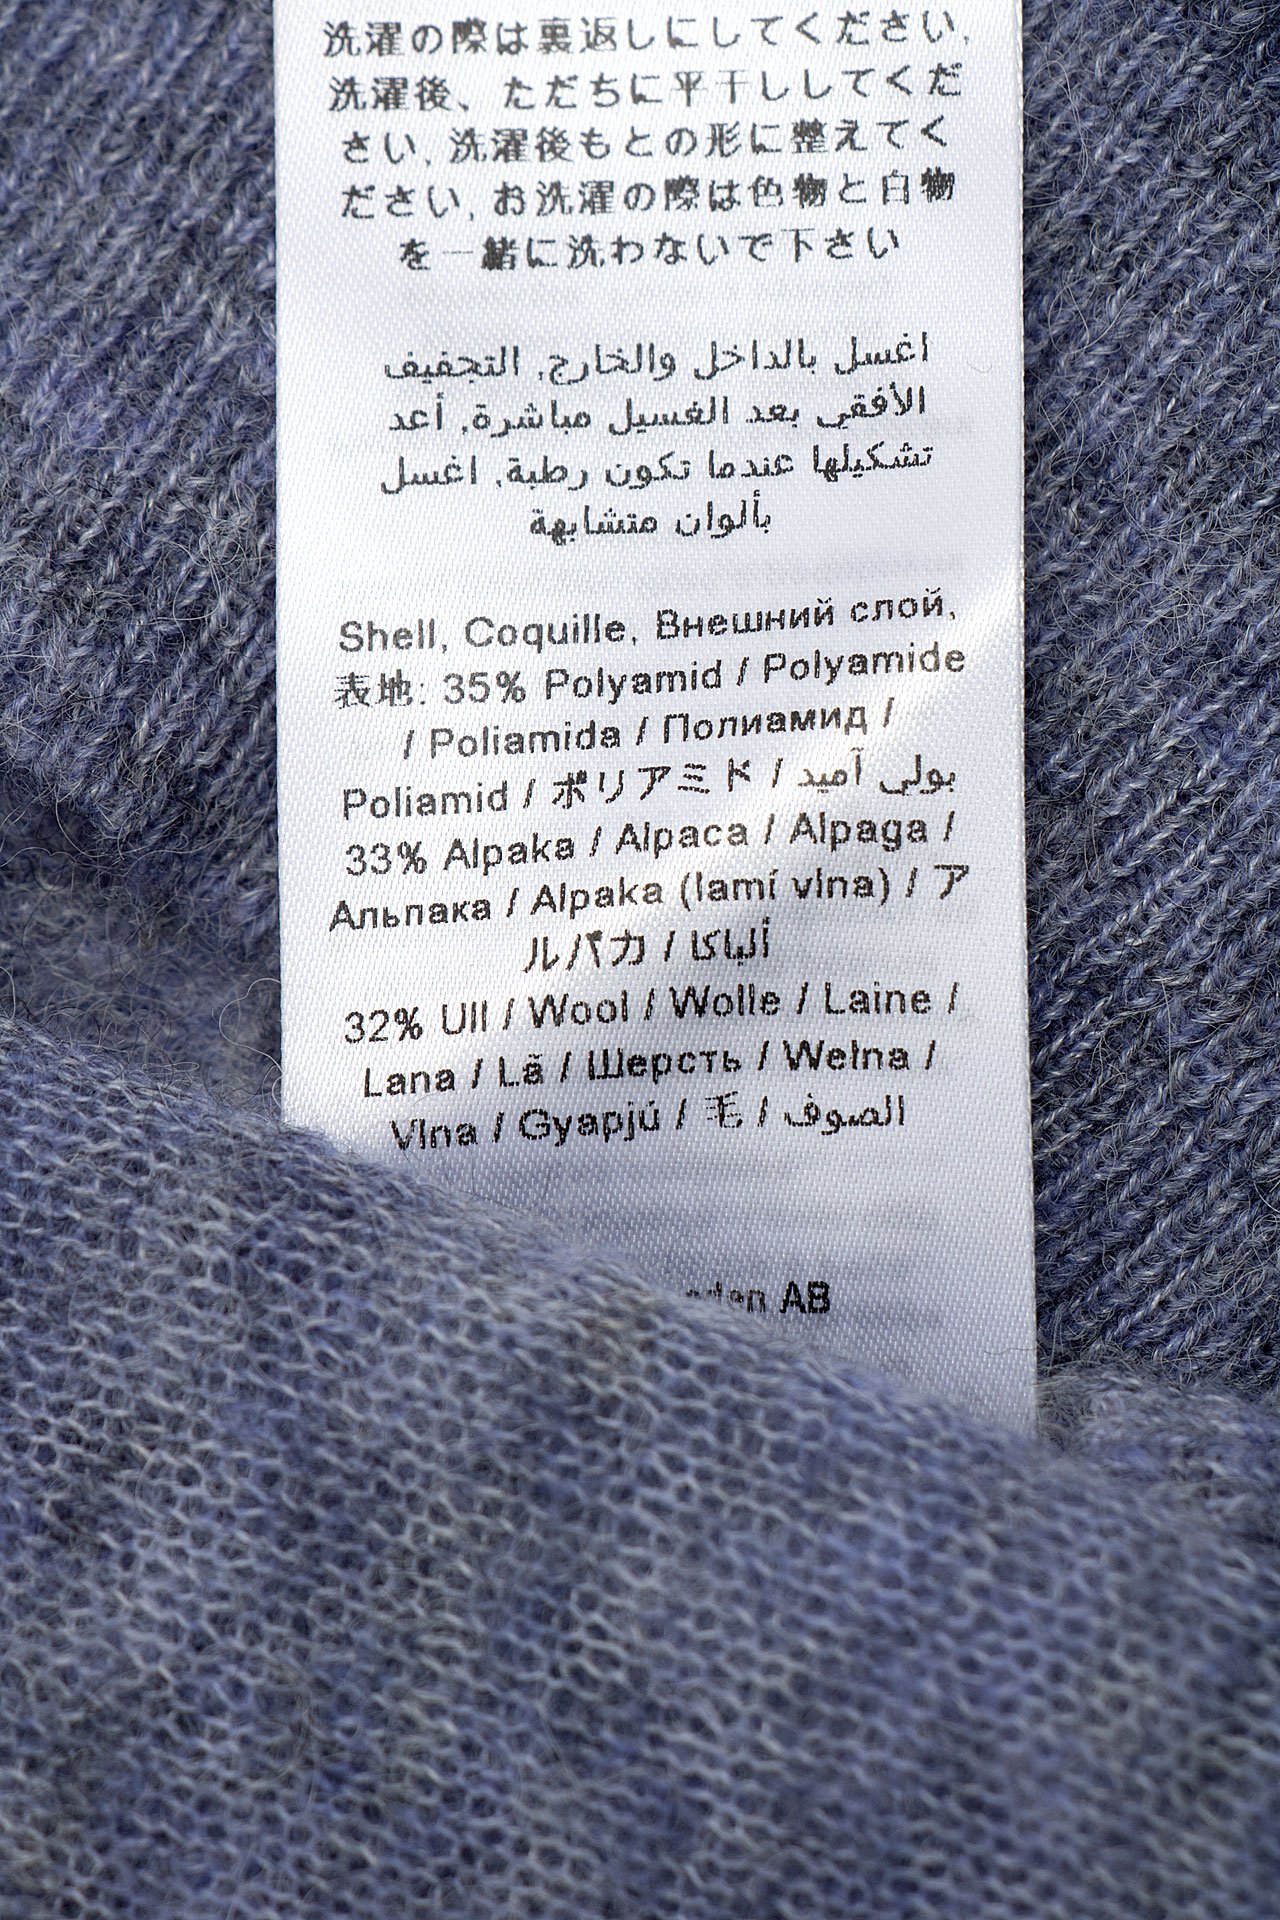 洗濯の際は裏返しにしてください,
洗濯後、ただちに平干ししてくだ
さい, 洗濯後もとの形に整えてく
ださい, お洗濯の際は色物と白物
を一緒に洗わないで下さい
اغسل بالداخل والخارج, التجفيف
الأفقي بعد الغسيل مباشرة, أعد
تشكيلها عندما تكون رطبة, اغسل
بألوان متشابهة
Shell, Coquille, Внешний слой,
表地: 35% Polyamid / Polyamide
/ Poliamida / Полиамид /
Poliamid / ポリアミド / بولي آميد
33% Alpaka / Alpaca / Alpaga /
Альпака / Alpaka (lamí vlna) / ア
ルパカ / ألباكا
32% Ull / Wool / Wolle / Laine /
Lana / Lã / Шерсть / Wełna /
Vlna / Gyapjú / 毛 / الصوف
AB